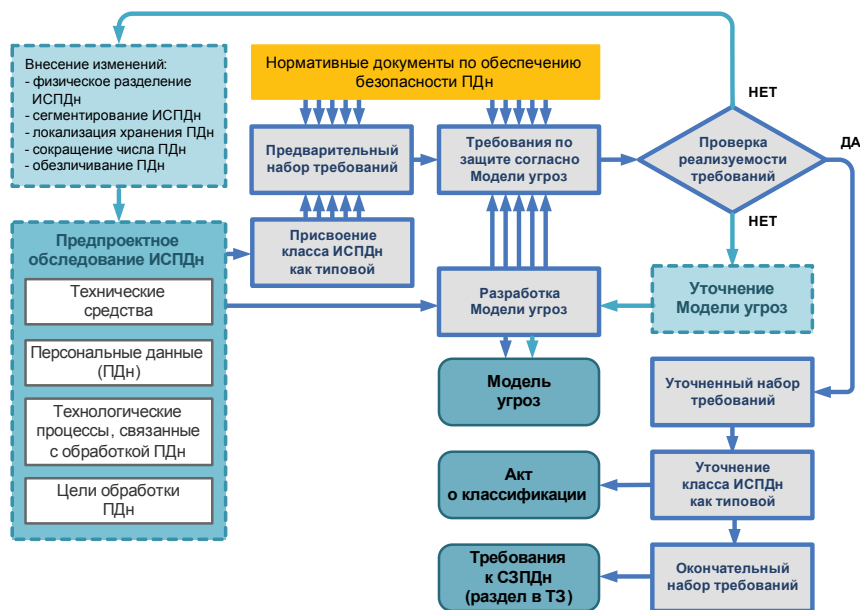 Внесение изменений:
- физическое разделение
ИСПДн
- сегментирование ИСПДн
- локализация хранения ПДн
- сокращение числа ПДн
- обезличивание ПДн
Нормативные документы по обеспечению
безопасности ПДн
НЕТ
ДА
Предварительный
набор требований
Требования по
защите согласно
Модели угроз
Проверка
реализуемости
требований
НЕТ
Предпроектное
обследование ИСПДн
Технические
средства
Персональные данные
(ПДн)
Технологические
процессы, связанные
с обработкой ПДн
Цели обработки
ПДн
Присвоение
класса ИСПДн
как типовой
Разработка
Модели угроз
Уточнение
Модели угроз
Модель
угроз
Уточненный набор
требований
Акт
о классификации
Уточнение
класса ИСПДн
как типовой
Требования
к СЗПДн
(раздел в ТЗ)
Окончательный
набор требований